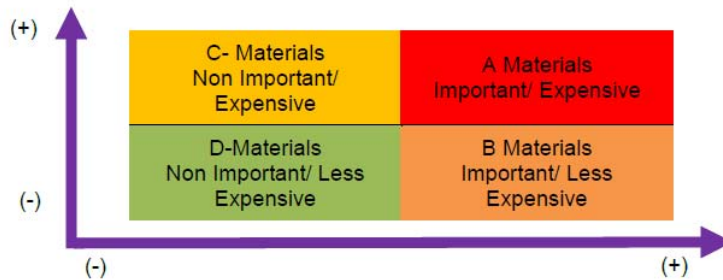 (+)
C- Materials
Non Important/
Expensive
A Materials
Important/ Expensive
D-Materials
Non Important/ Less
Expensive
B Materials
Important/ Less
Expensive
(-)
(-)
(+)